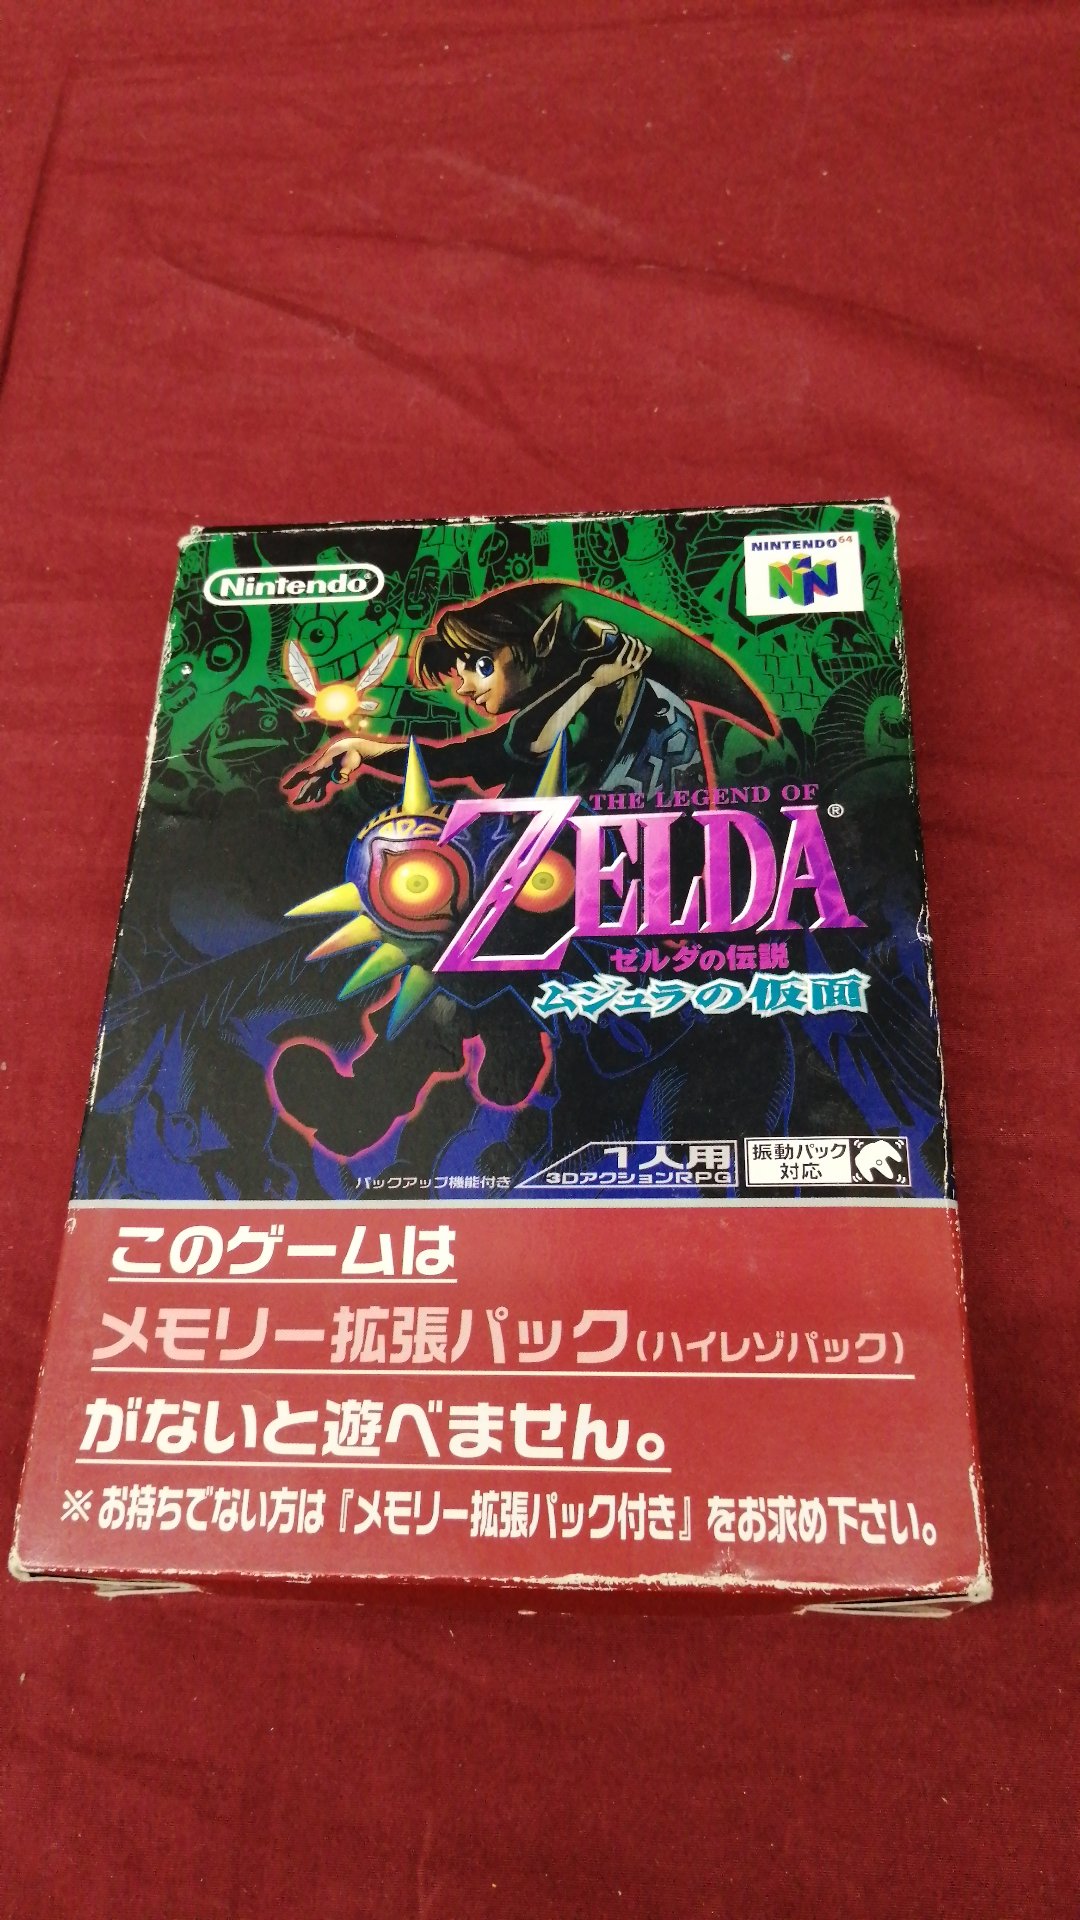 Nintendo®
NINTENDO64
THE LEGEND OF
ZELDA®
ゼルダの伝説
ムジュラの仮面
バックアップ機能付き
1人用
3DアクションRPG
振動パック
対応
このゲームは
メモリー拡張パック(ハイレゾパック)
がないと遊べません。
※お持ちでない方は『メモリー拡張パック付き』をお求め下さい。